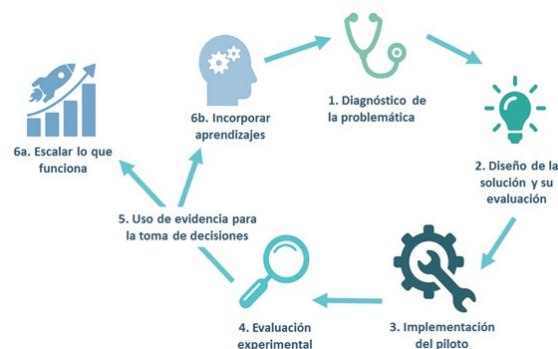 1. Diagnóstico de
la problemática
2. Diseño de la
solución y su
evaluación
3. Implementación
del piloto
4. Evaluación
experimental
5. Uso de evidencia para
la toma de decisiones
6a. Escalar lo que
funciona
6b. Incorporar
aprendizajes